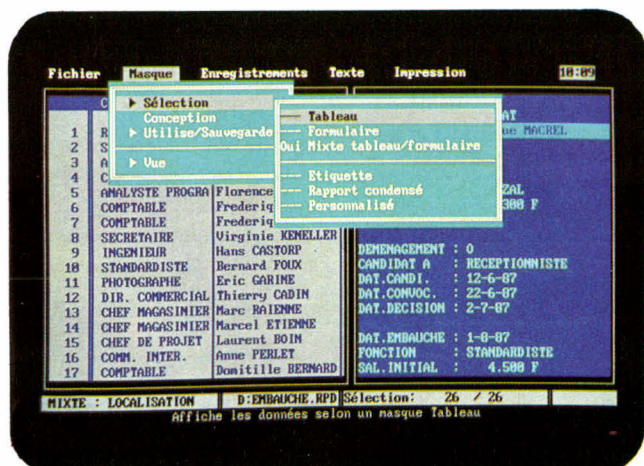 Fichier Masque Enregistrements Texte Impression 10:09
C
▶ Sélection
Conception
▶ Utilise/Sauvegarde
▶ Vue
--- Tableau
--- Formulaire
Oui Mixte tableau/formulaire
--- Etiquette
--- Rapport condensé
--- Personnalisé
1 R
2 S
3 A
4 C
5 ANALYSTE PROGRA Florence
6 COMPTABLE Frederiq
7 COMPTABLE Frederiq
8 SECRETAIRE Virginie KEMELLER
9 INGENIEUR Hans CASTORP
10 STANDARDISTE Bernard FOUX
11 PHOTOGRAPHE Eric GARINE
12 DIR. COMMERCIAL Thierry CADIN
13 CHEF MAGASINIER Marc RAIENNE
14 CHEF MAGASINIER Marcel ETIENNE
15 CHEF DE PROJET Laurent BOIN
16 COMM. INTER. Anne PERLET
17 COMPTABLE Domitille BERNARD
AT
ue MACREL
ZAL
300 F
DEMENAGEMENT : 0
CANDIDAT A : RECEPTIONNISTE
DAT.CANDI. : 12-6-87
DAT.CONVOC. : 22-6-87
DAT.DECISION : 2-7-87
DAT.EMBAUCHE : 1-8-87
FONCTION : STANDARDISTE
SAL.INITIAL : 4.500 F
MIXTE : LOCALISATION D:EMBAUCHE.RPD Sélection: 26 / 26
Affiche les données selon un masque Tableau